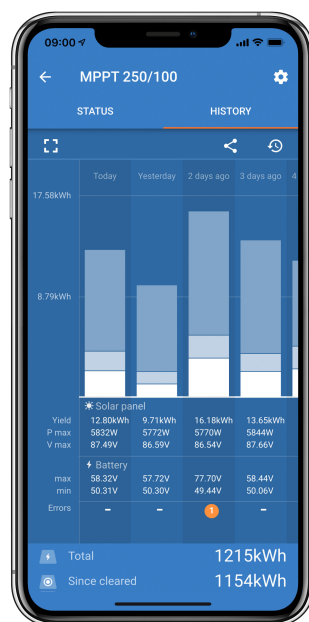 09:00
MPPT 250/100
STATUS HISTORY
Today Yesterday 2 days ago 3 days ago 4
17.58kWh
8.79kWh
Solar panel
Yield 12.80kWh 9.71kWh 16.18kWh 13.65kWh
P max 5832W 5772W 5770W 5844W
V max 87.49V 86.59V 86.54V 87.66V
Battery
max 58.32V 57.72V 77.70V 58.44V
min 50.31V 50.30V 49.44V 50.06V
Errors - - 1 -
Total 1215kWh
Since cleared 1154kWh